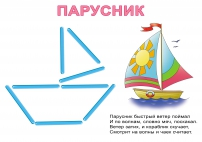 ПАРУСНИК
Парусник быстрый ветер поймал
И по волнам, словно мяч, поскакал.
Ветер затих, и кораблик скучает,
Смотрит на волны и чаек считает.